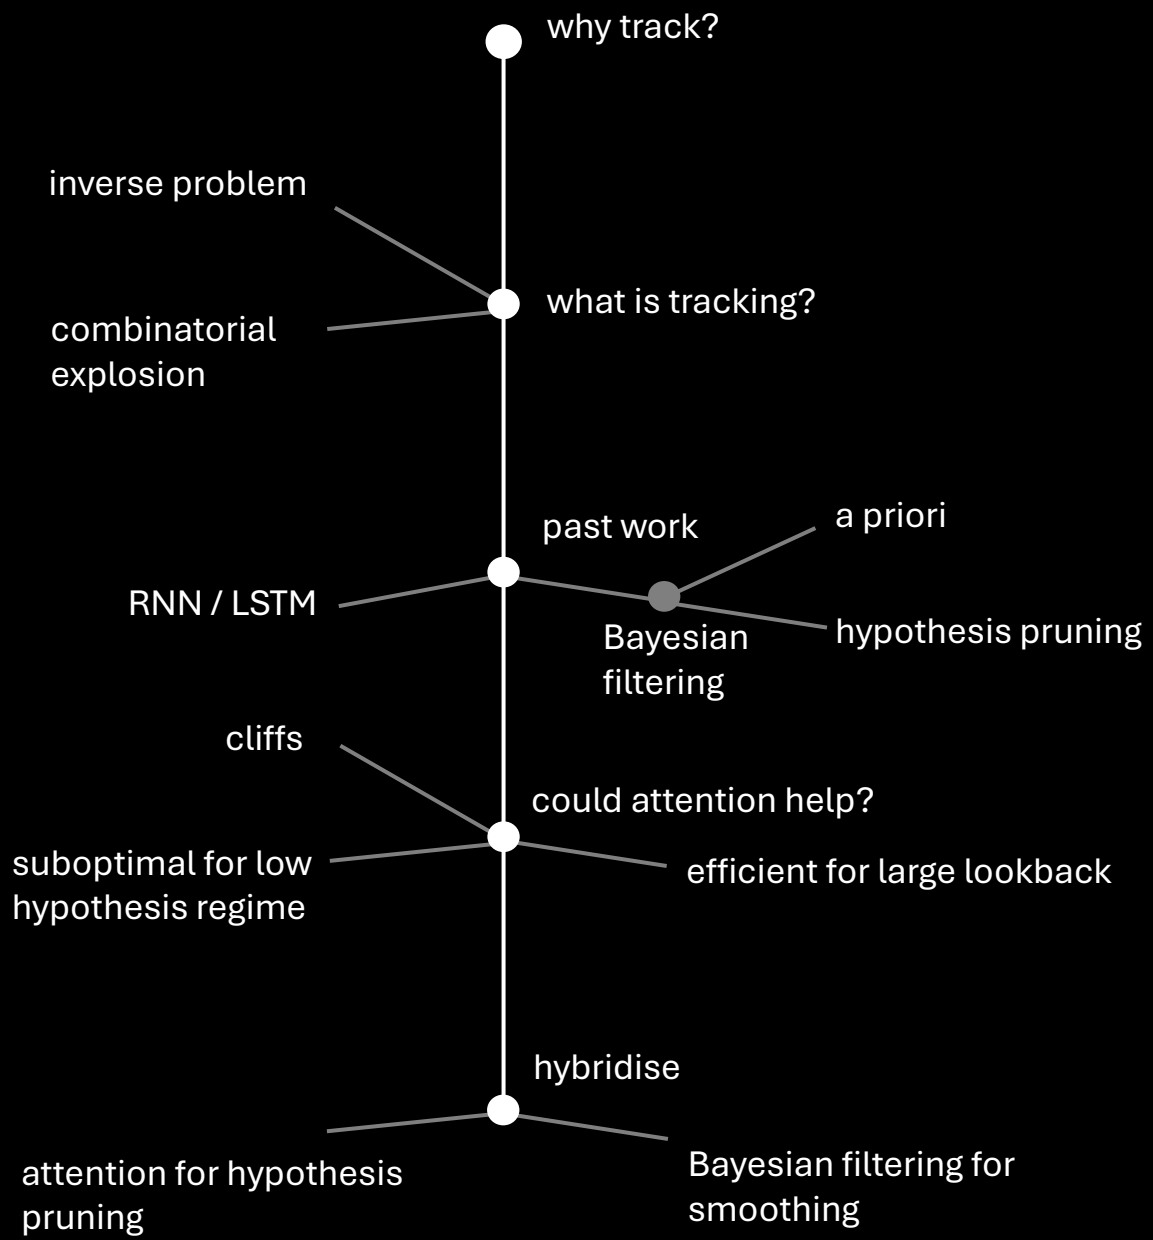 why track?
inverse problem
what is tracking?
combinatorial
explosion
past work
a priori
RNN / LSTM
Bayesian
filtering
hypothesis pruning
cliffs
could attention help?
suboptimal for low
hypothesis regime
efficient for large lookback
hybridise
attention for hypothesis
pruning
Bayesian filtering for
smoothing